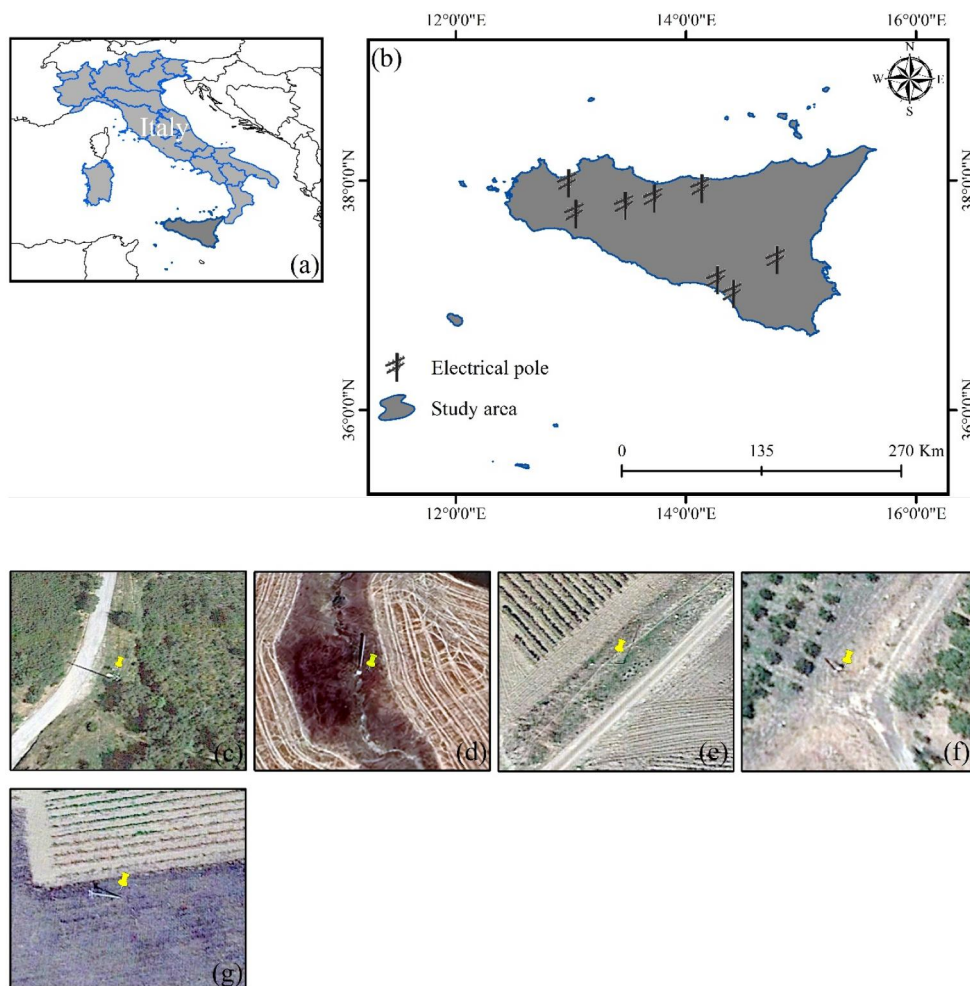 Italy
(a)
12°0'0"E
14°0'0"E
16°0'0"E
(b)
N
W
E
S
38°0'0"N
38°0'0"N
36°0'0"N
36°0'0"N
Electrical pole
Study area
0
135
270 Km
12°0'0"E
14°0'0"E
16°0'0"E
(c)
(d)
(e)
(f)
(g)